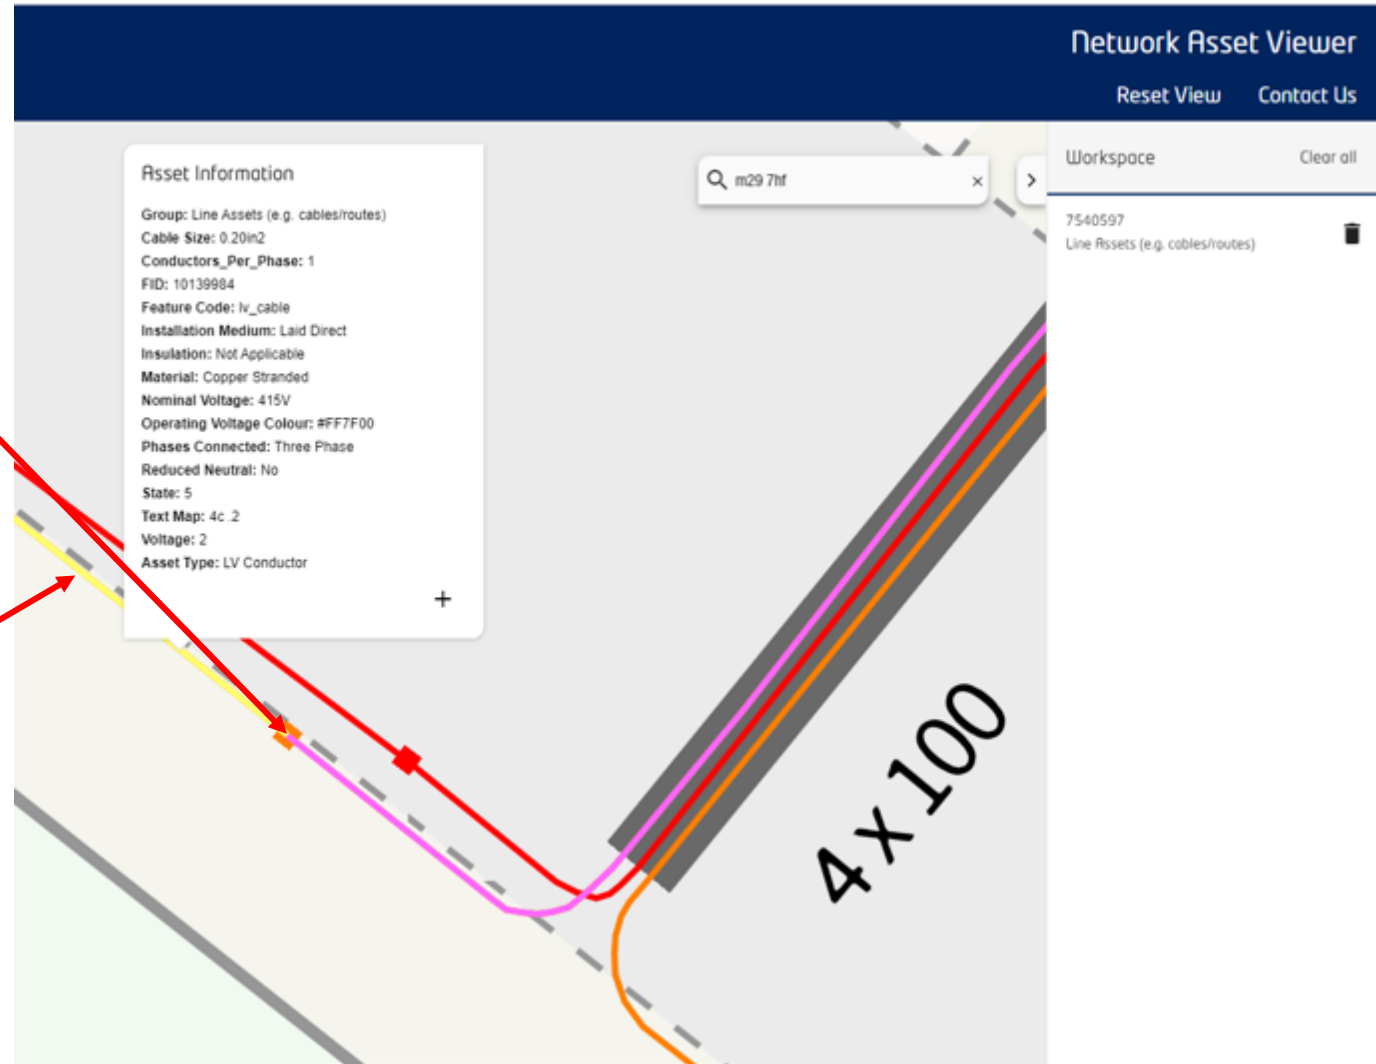 Network Asset Viewer
Reset View Contact Us
Asset Information
Group: Line Assets (e.g. cables/routes)
Cable Size: 0.20in2
Conductors_Per_Phase: 1
FID: 10139984
Feature Code: lv_cable
Installation Medium: Laid Direct
Insulation: Not Applicable
Material: Copper Stranded
Nominal Voltage: 415V
Operating Voltage Colour: #FF7F00
Phases Connected: Three Phase
Reduced Neutral: No
State: 5
Text Map: 4c .2
Voltage: 2
Asset Type: LV Conductor
+
m29 7hf ×
Workspace Clear all
7540597
Line Assets (e.g. cables/routes)
4 x 100